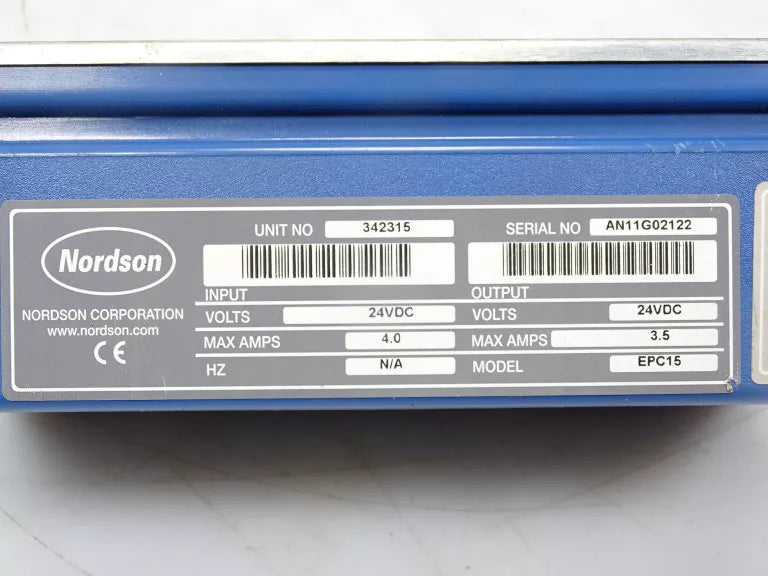 UNIT NO 342315 SERIAL NO AN11G02122
Nordson
NORDSON CORPORATION
www.nordson.com
CE
INPUT OUTPUT
VOLTS 24VDC VOLTS 24VDC
MAX AMPS 4.0 MAX AMPS 3.5
HZ N/A MODEL EPC15